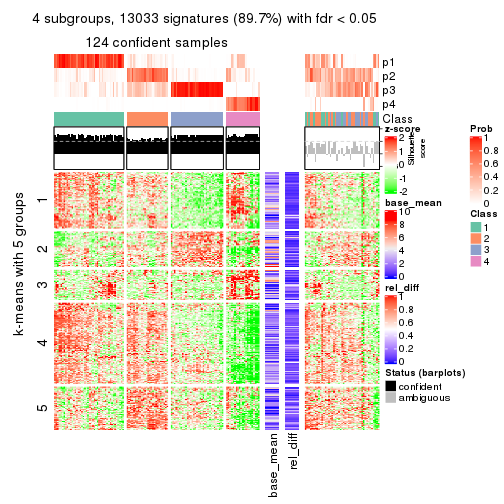 4 subgroups, 13033 signatures (89.7%) with fdr < 0.05
124 confident samples
p1
p2
p3
p4
Class
Silhouette
score
1
2
3
4
5
k-means with 5 groups
base_mean
rel_diff
z-score
2
1
0
-1
-2
base_mean
10
8
6
4
2
0
rel_diff
1
0.8
0.6
0.4
0.2
0
Status (barplots)
confident
ambiguous
Prob
1
0.8
0.6
0.4
0.2
0
Class
1
2
3
4